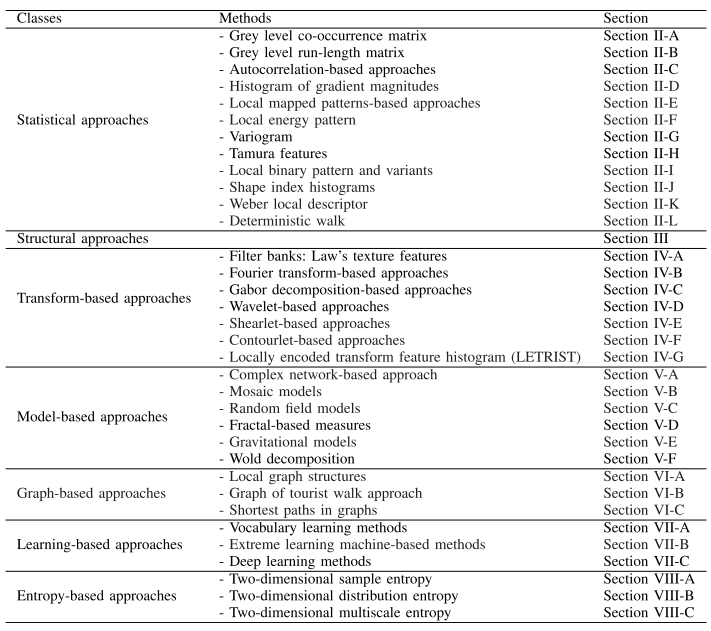 Classes Methods Section
- Grey level co-occurrence matrix Section II-A
- Grey level run-length matrix Section II-B
- Autocorrelation-based approaches Section II-C
- Histogram of gradient magnitudes Section II-D
- Local mapped patterns-based approaches Section II-E
Statistical approaches - Local energy pattern Section II-F
- Variogram Section II-G
- Tamura features Section II-H
- Local binary pattern and variants Section II-I
- Shape index histograms Section II-J
- Weber local descriptor Section II-K
- Deterministic walk Section II-L
Structural approaches Section III
- Filter banks: Law's texture features Section IV-A
- Fourier transform-based approaches Section IV-B
- Gabor decomposition-based approaches Section IV-C
Transform-based approaches - Wavelet-based approaches Section IV-D
- Shearlet-based approaches Section IV-E
- Contourlet-based approaches Section IV-F
- Locally encoded transform feature histogram (LETRIST) Section IV-G
- Complex network-based approach Section V-A
- Mosaic models Section V-B
- Random field models Section V-C
Model-based approaches - Fractal-based measures Section V-D
- Gravitational models Section V-E
- Wold decomposition Section V-F
- Local graph structures Section VI-A
Graph-based approaches - Graph of tourist walk approach Section VI-B
- Shortest paths in graphs Section VI-C
- Vocabulary learning methods Section VII-A
Learning-based approaches - Extreme learning machine-based methods Section VII-B
- Deep learning methods Section VII-C
- Two-dimensional sample entropy Section VIII-A
Entropy-based approaches - Two-dimensional distribution entropy Section VIII-B
- Two-dimensional multiscale entropy Section VIII-C